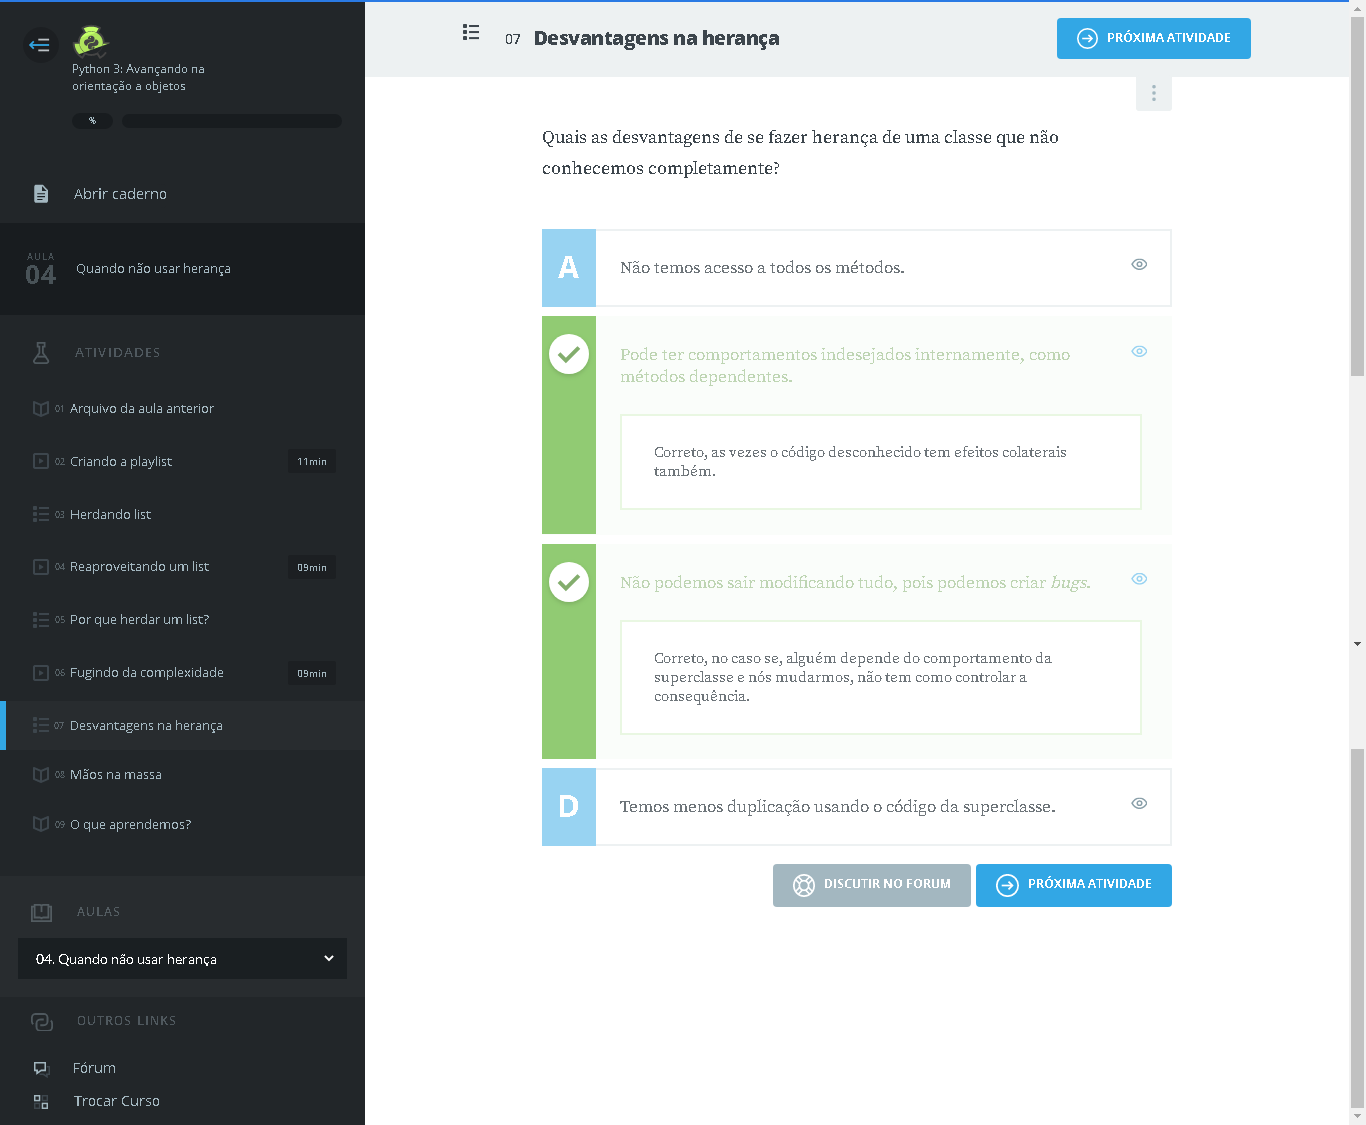 Python 3: Avançando na
orientação a objetos
%
Abrir caderno
AULA
04
Quando não usar herança
ATIVIDADES
01 Arquivo da aula anterior
02 Criando a playlist 11min
03 Herdando list
04 Reaproveitando um list 09min
05 Por que herdar um list?
06 Fugindo da complexidade 09min
07 Desvantagens na herança
08 Mãos na massa
09 O que aprendemos?
AULAS
04. Quando não usar herança
OUTROS LINKS
Fórum
Trocar Curso
07 Desvantagens na herança
PRÓXIMA ATIVIDADE
Quais as desvantagens de se fazer herança de uma classe que não
conhecemos completamente?
A Não temos acesso a todos os métodos.
Pode ter comportamentos indesejados internamente, como
métodos dependentes.
Correto, as vezes o código desconhecido tem efeitos colaterais
também.
Não podemos sair modificando tudo, pois podemos criar bugs.
Correto, no caso se, alguém depende do comportamento da
superclasse e nós mudarmos, não tem como controlar a
consequência.
D Temos menos duplicação usando o código da superclasse.
DISCUTIR NO FORUM
PRÓXIMA ATIVIDADE